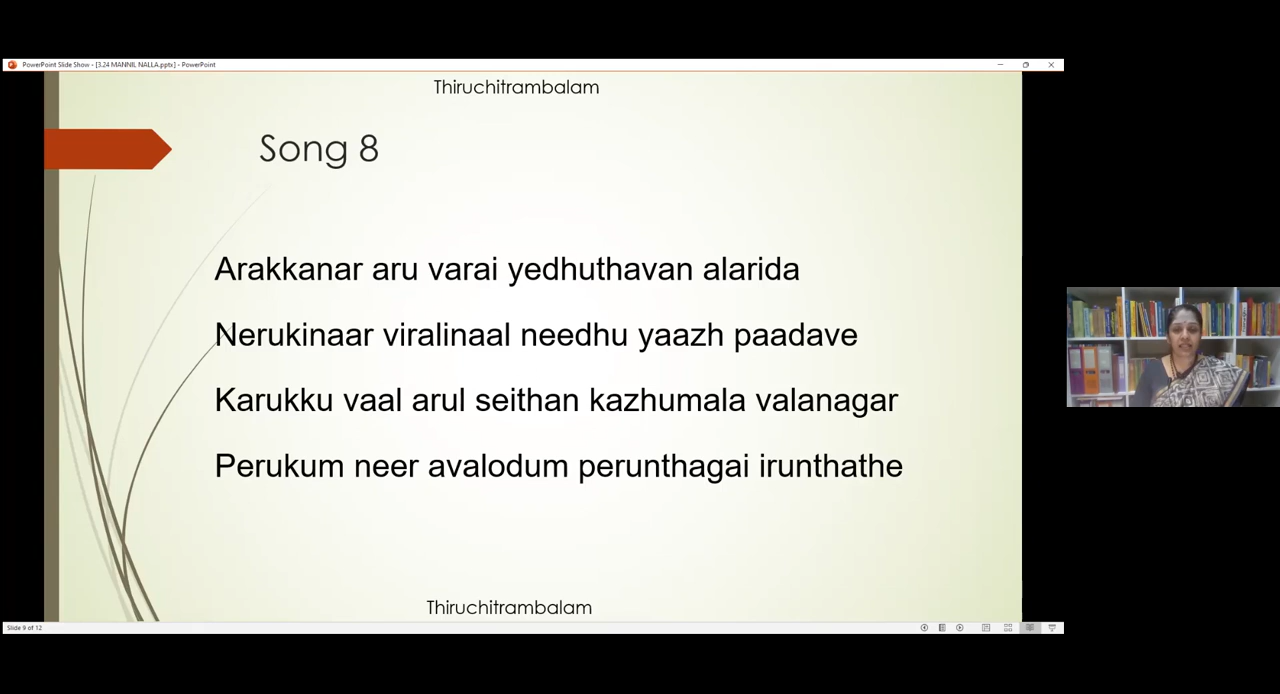 PowerPoint Slide Show - [3.24 MANNIL NALLA.pptx] - PowerPoint
Thiruchitrambalam
Song 8
Arakkanar aru varai yedhuthavan alarida
Nerukinaar viralinaal needhu yaazh paadave
Karukku vaal arul seithan kazhumala valanagar
Perukum neer avalodum perunthagai irunthathe
Thiruchitrambalam
Slide 9 of 12